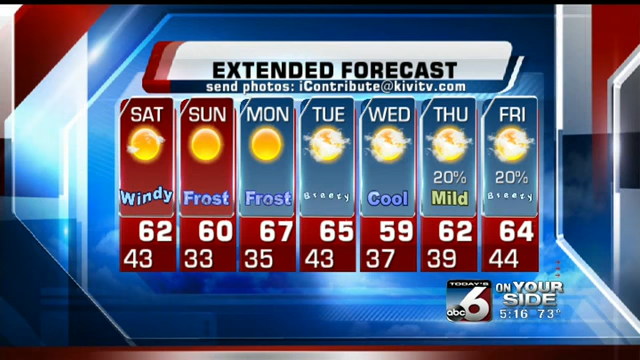 EXTENDED FORECAST
send photos: iContribute@kivitv.com
SAT SUN MON TUE WED THU FRI
20% 20%
Windy Frost Frost Breezy Cool Mild Breezy
62 60 67 65 59 62 64
43 33 35 43 37 39 44
TODAY'S
abc 6
ON YOUR
SIDE
5:16 73°